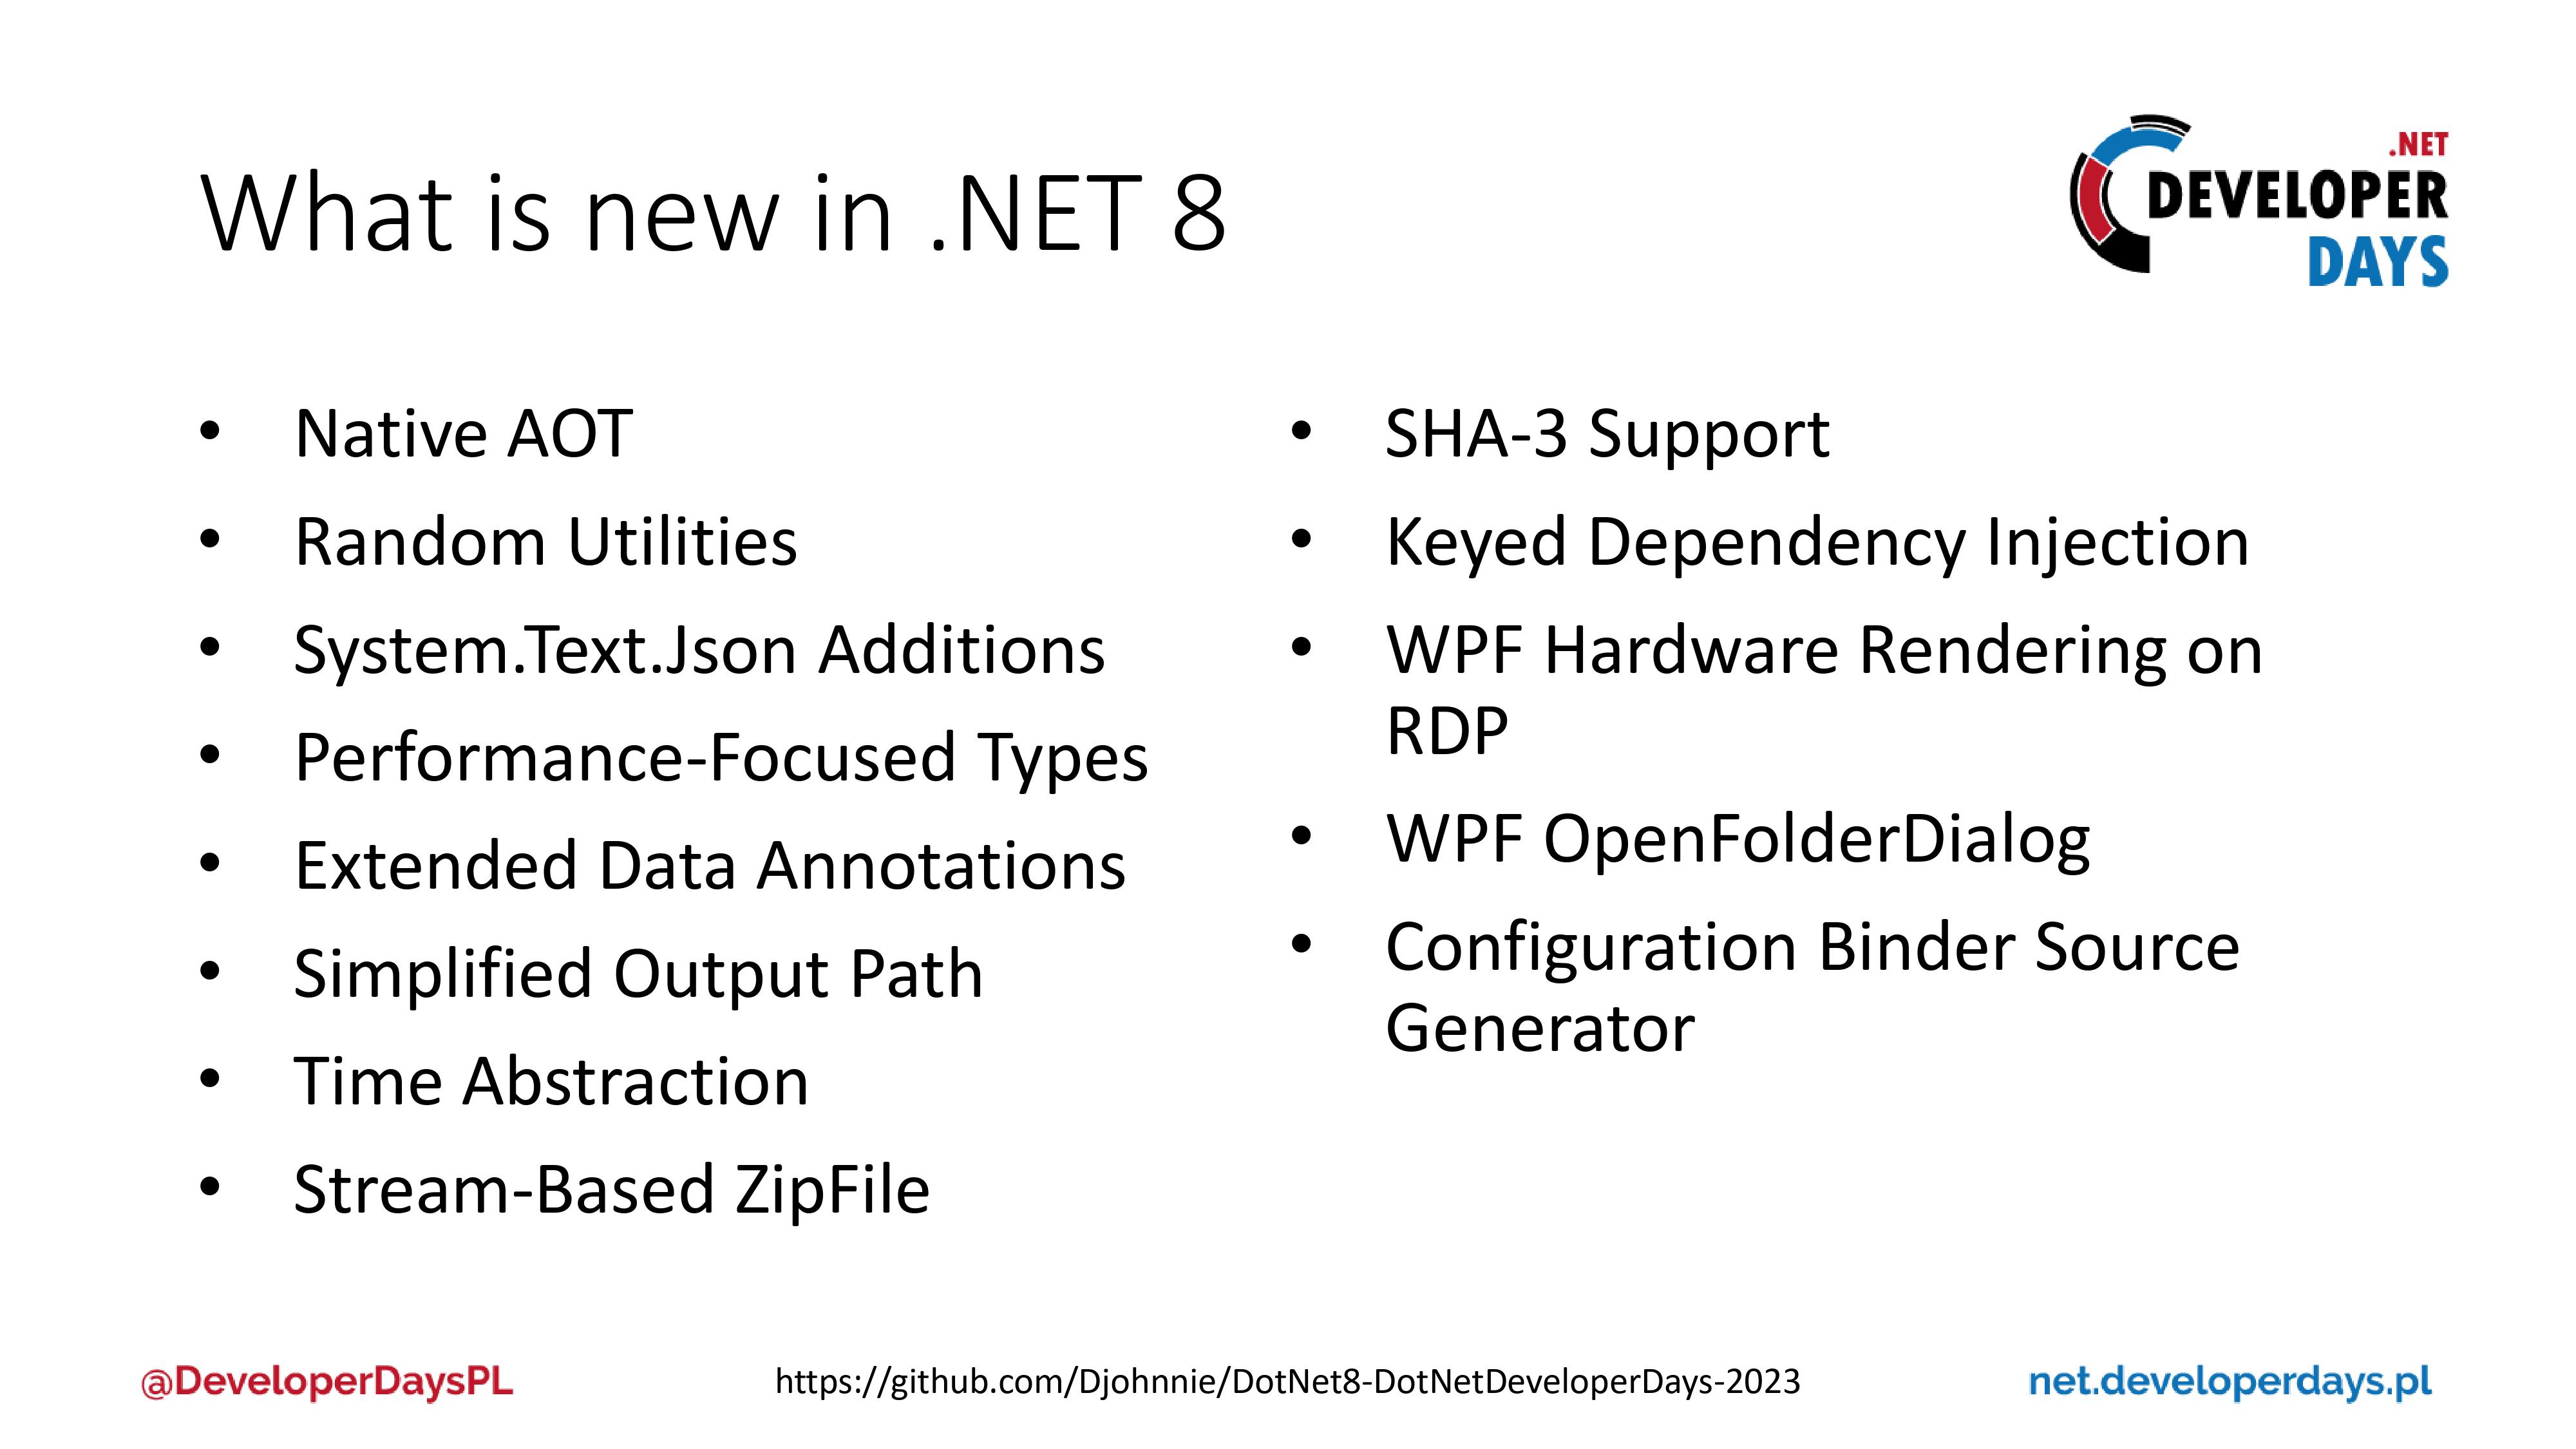 What is new in .NET 8
.NET
DEVELOPER
DAYS
• Native AOT
• Random Utilities
• System.Text.Json Additions
• Performance-Focused Types
• Extended Data Annotations
• Simplified Output Path
• Time Abstraction
• Stream-Based ZipFile
• SHA-3 Support
• Keyed Dependency Injection
• WPF Hardware Rendering on
RDP
• WPF OpenFolderDialog
• Configuration Binder Source
Generator
@DeveloperDaysPL
https://github.com/Djohnnie/DotNet8-DotNetDeveloperDays-2023
net.developerdays.pl